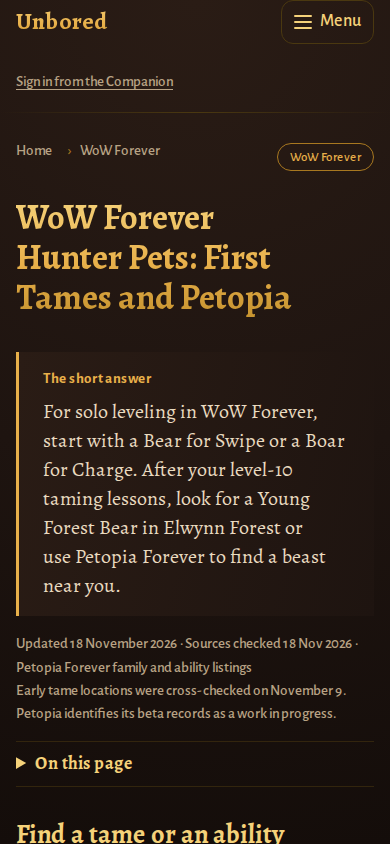 Unbored
Menu
Sign in from the Companion
Home › WoW Forever
WoW Forever
WoW Forever
Hunter Pets: First
Tames and Petopia
The short answer
For solo leveling in WoW Forever,
start with a Bear for Swipe or a Boar
for Charge. After your level-10
taming lessons, look for a Young
Forest Bear in Elwynn Forest or
use Petopia Forever to find a beast
near you.
Updated 18 November 2026 · Sources checked 18 Nov 2026 ·
Petopia Forever family and ability listings
Early tame locations were cross-checked on November 9.
Petopia identifies its beta records as a work in progress.
On this page
Find a tame or an ability